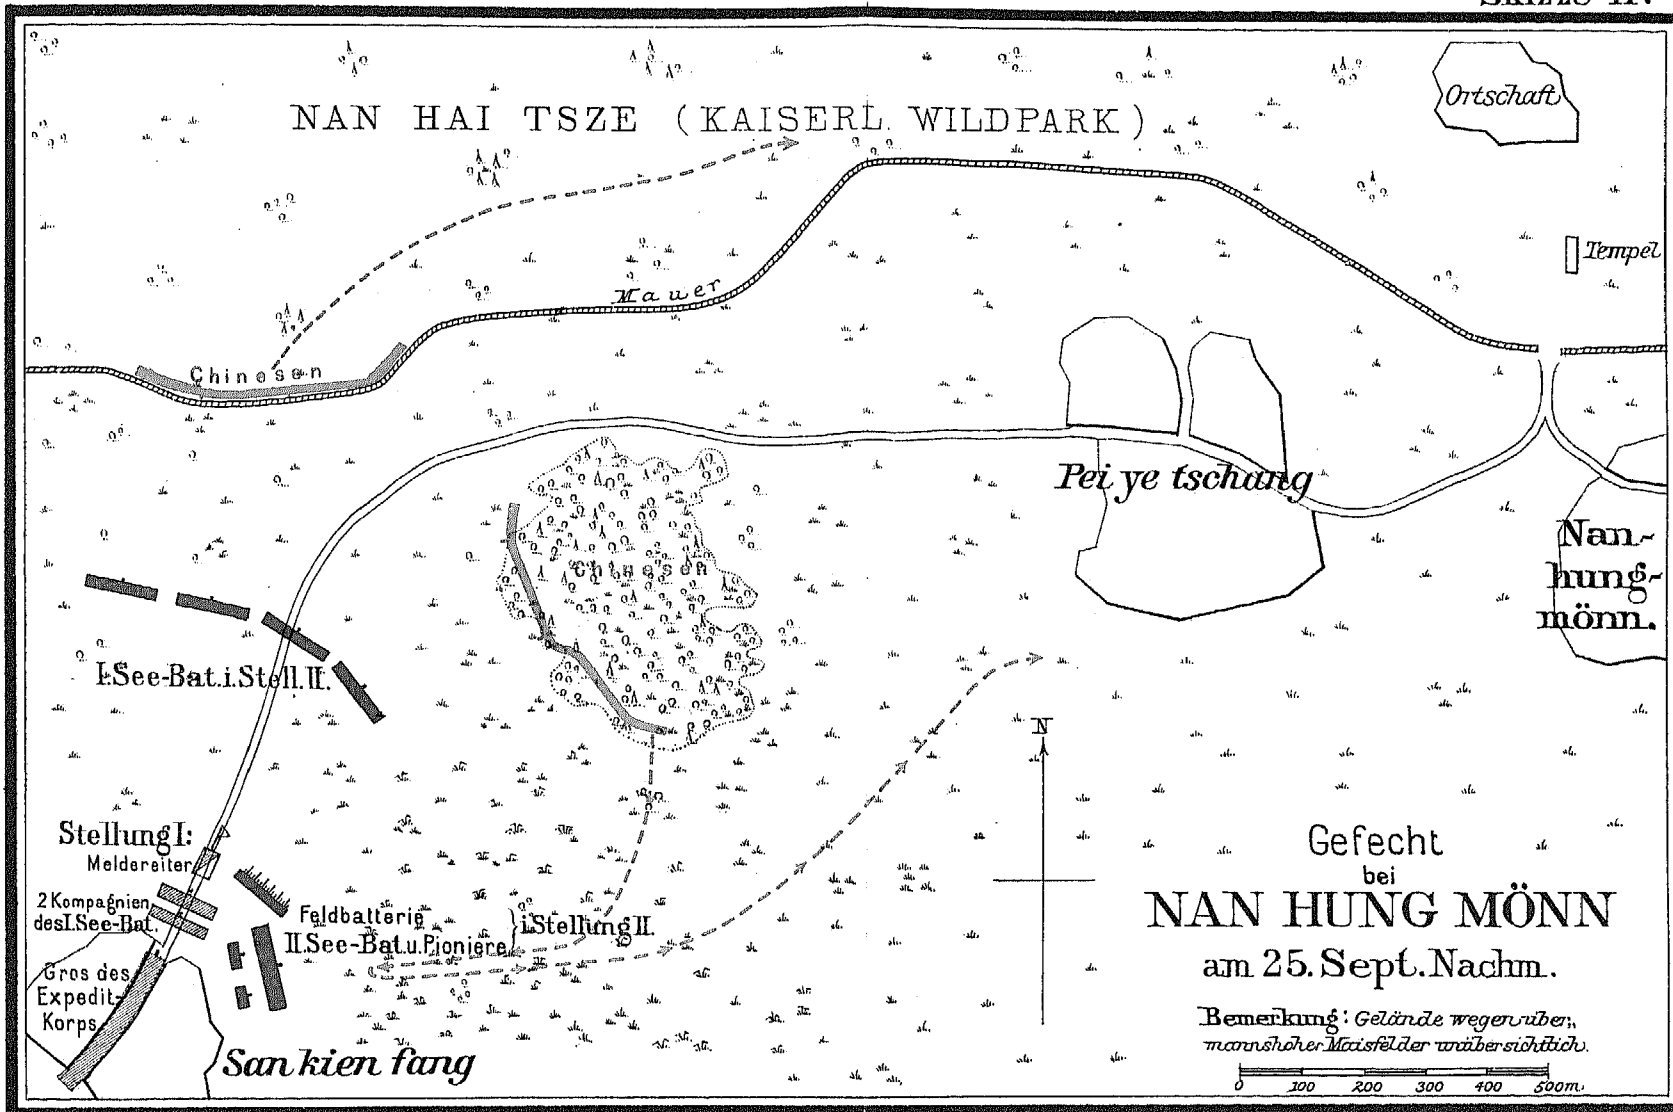 NAN HAI TSZE (KAISERL. WILDPARK)
Ortschaft
Tempel
Mauer
Chinesen
Pei ye tschang
Chinesen
Nan-
hung-
mönn.
I.See-Bat.i.Stell.II.
N
Stellung I:
Meldereiter
2 Kompagnien
des I.See-Bat.
Feldbatterie
II.See-Bat.u.Pioniere
i.Stellung II.
Gros des
Expedit-
Korps
San kien fang
Gefecht
bei
NAN HUNG MÖNN
am 25. Sept. Nachm.
Bemerkung: Gelände wegen über-
mannshoher Maisfelder unübersichtlich.
0 100 200 300 400 500m.